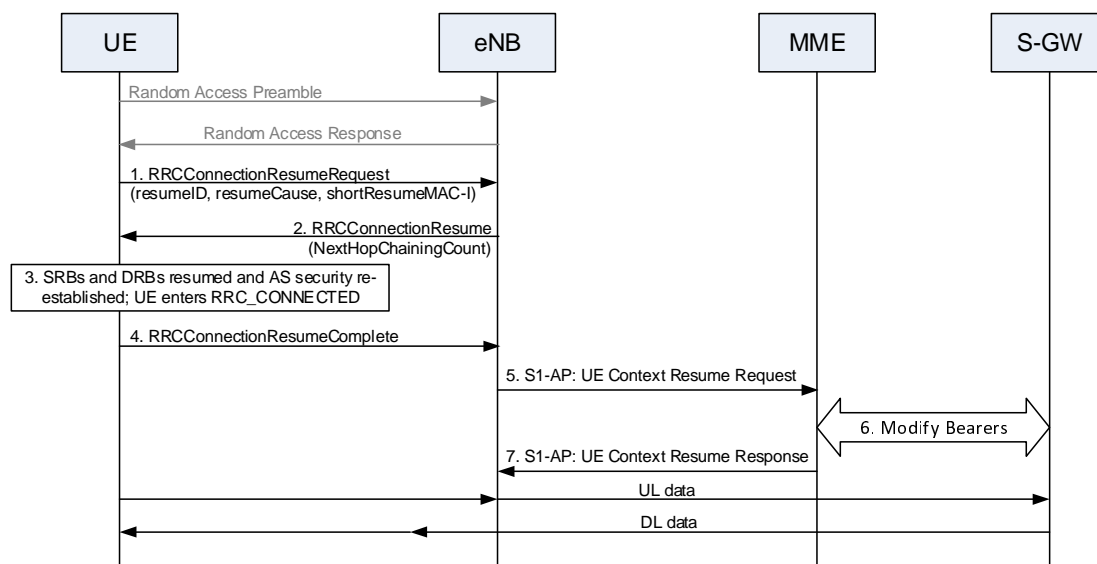 UE
eNB
MME
S-GW
Random Access Preamble
Random Access Response
1. RRCConnectionResumeRequest
(resumeID, resumeCause, shortResumeMAC-I)
2. RRCConnectionResume
(NextHopChainingCount)
3. SRBs and DRBs resumed and AS security re-
established; UE enters RRC_CONNECTED
4. RRCConnectionResumeComplete
5. S1-AP: UE Context Resume Request
6. Modify Bearers
7. S1-AP: UE Context Resume Response
UL data
DL data